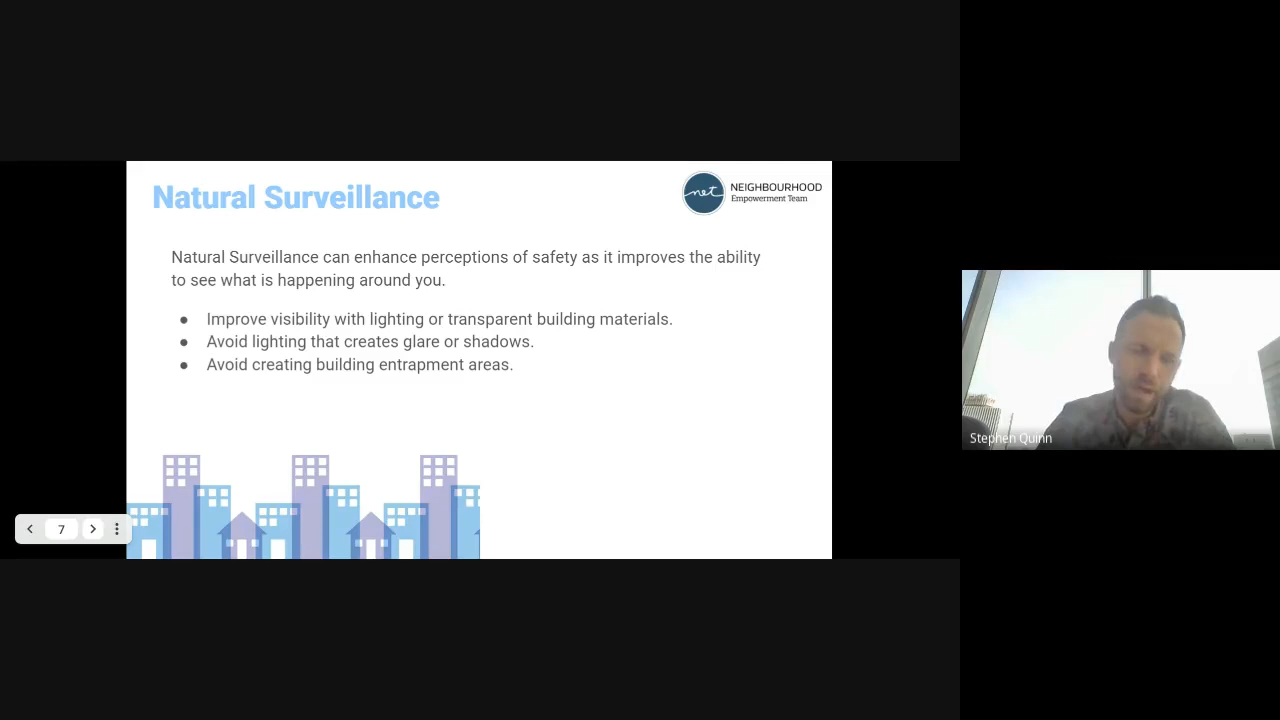 Natural Surveillance
net
NEIGHBOURHOOD
Empowerment Team
Natural Surveillance can enhance perceptions of safety as it improves the ability
to see what is happening around you.
● Improve visibility with lighting or transparent building materials.
● Avoid lighting that creates glare or shadows.
● Avoid creating building entrapment areas.
Stephen Quinn
7